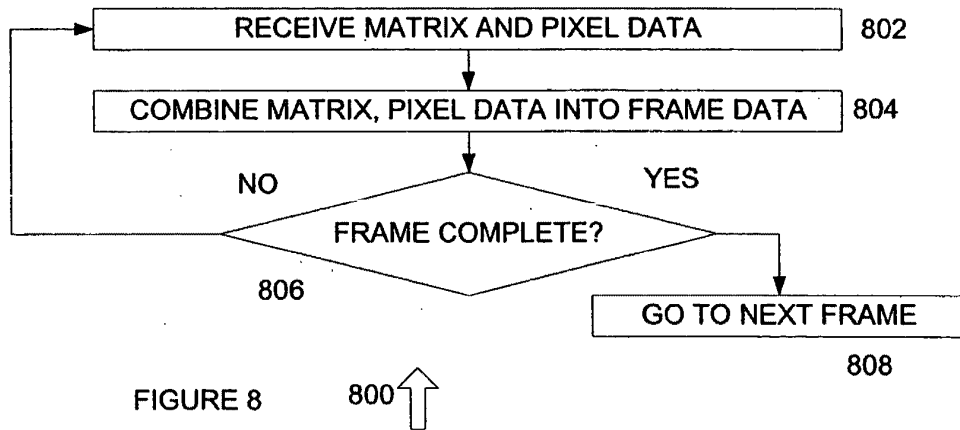 RECEIVE MATRIX AND PIXEL DATA 802
COMBINE MATRIX, PIXEL DATA INTO FRAME DATA 804
NO YES
FRAME COMPLETE?
806
GO TO NEXT FRAME
808
FIGURE 8 800